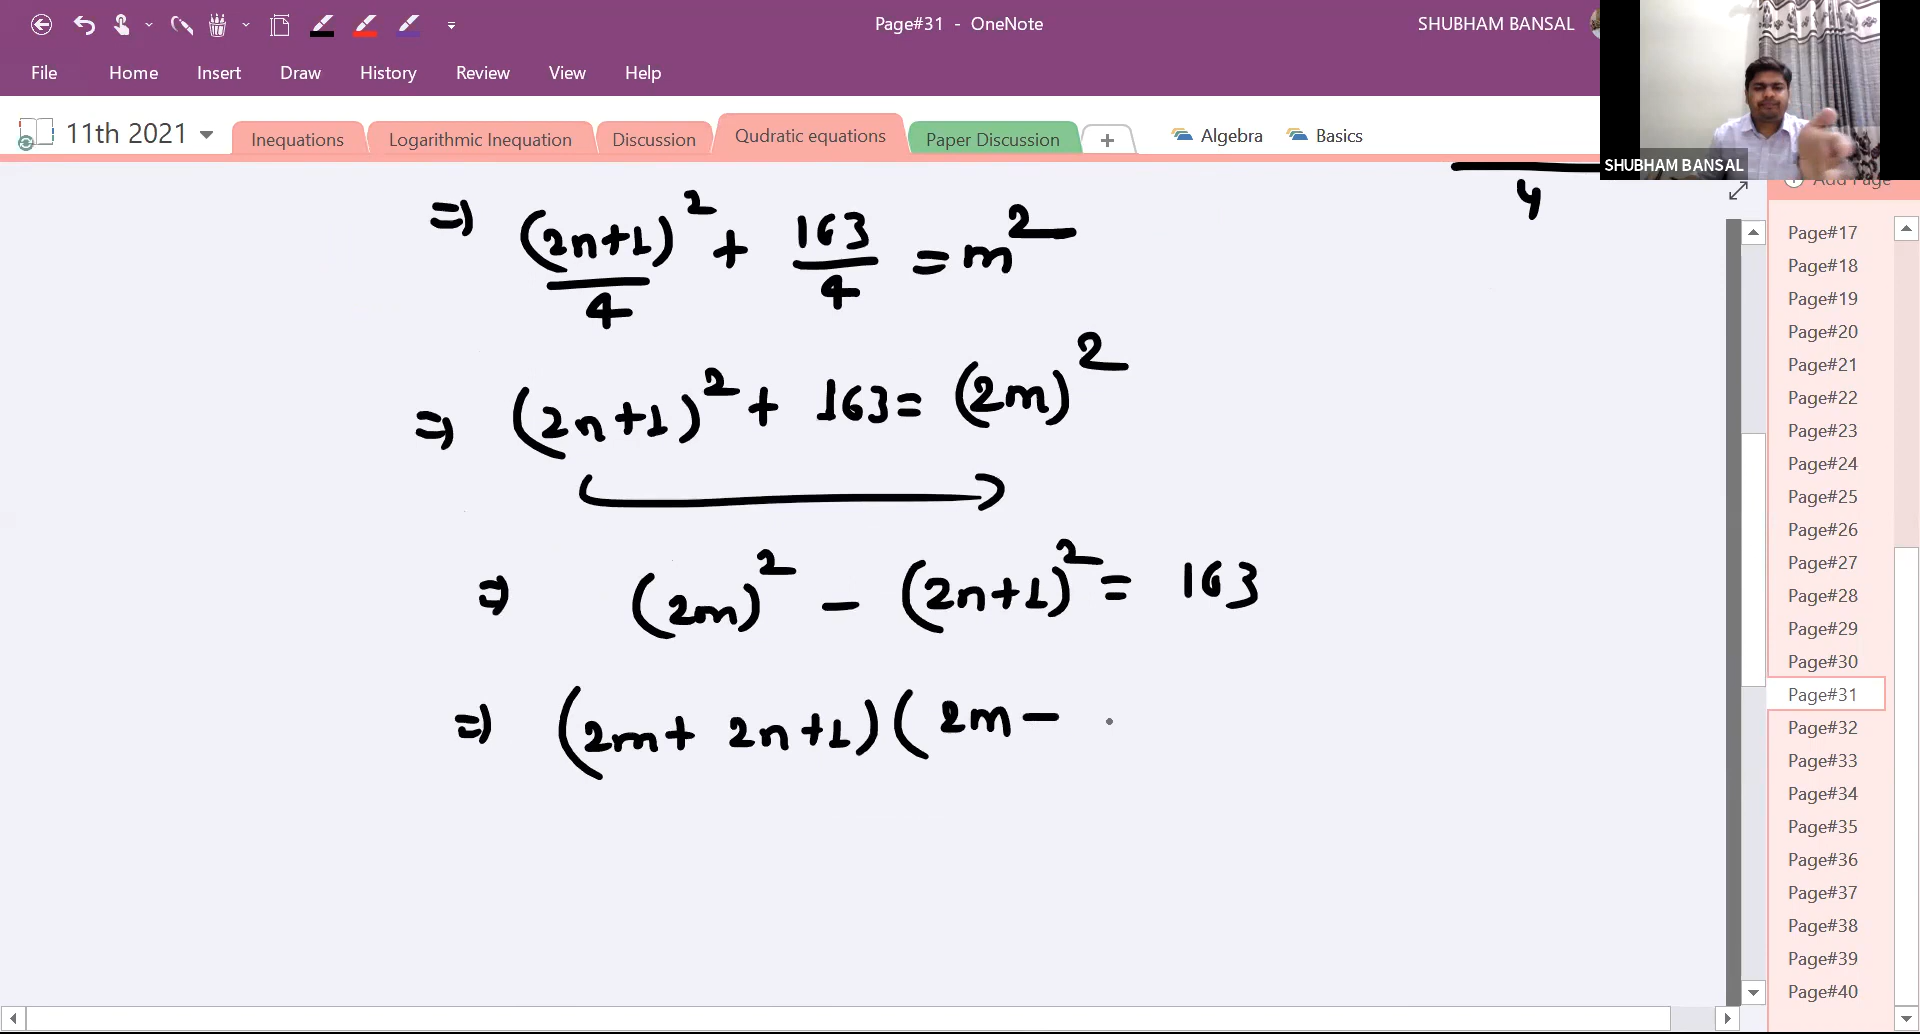 Page#31 - OneNote
SHUBHAM BANSAL
File Home Insert Draw History Review View Help
11th 2021
Inequations
Logarithmic Inequation
Discussion
Qudratic equations
Paper Discussion
+
Algebra
Basics
SHUBHAM BANSAL
Add Page
4
⇒ (2n+1)²/4 + 163/4 = m²
⇒ (2n+1)² + 163 = (2m)²
⇒ (2m)² - (2n+1)² = 163
⇒ (2m+ 2n+1)(2m-
Page#17
Page#18
Page#19
Page#20
Page#21
Page#22
Page#23
Page#24
Page#25
Page#26
Page#27
Page#28
Page#29
Page#30
Page#31
Page#32
Page#33
Page#34
Page#35
Page#36
Page#37
Page#38
Page#39
Page#40